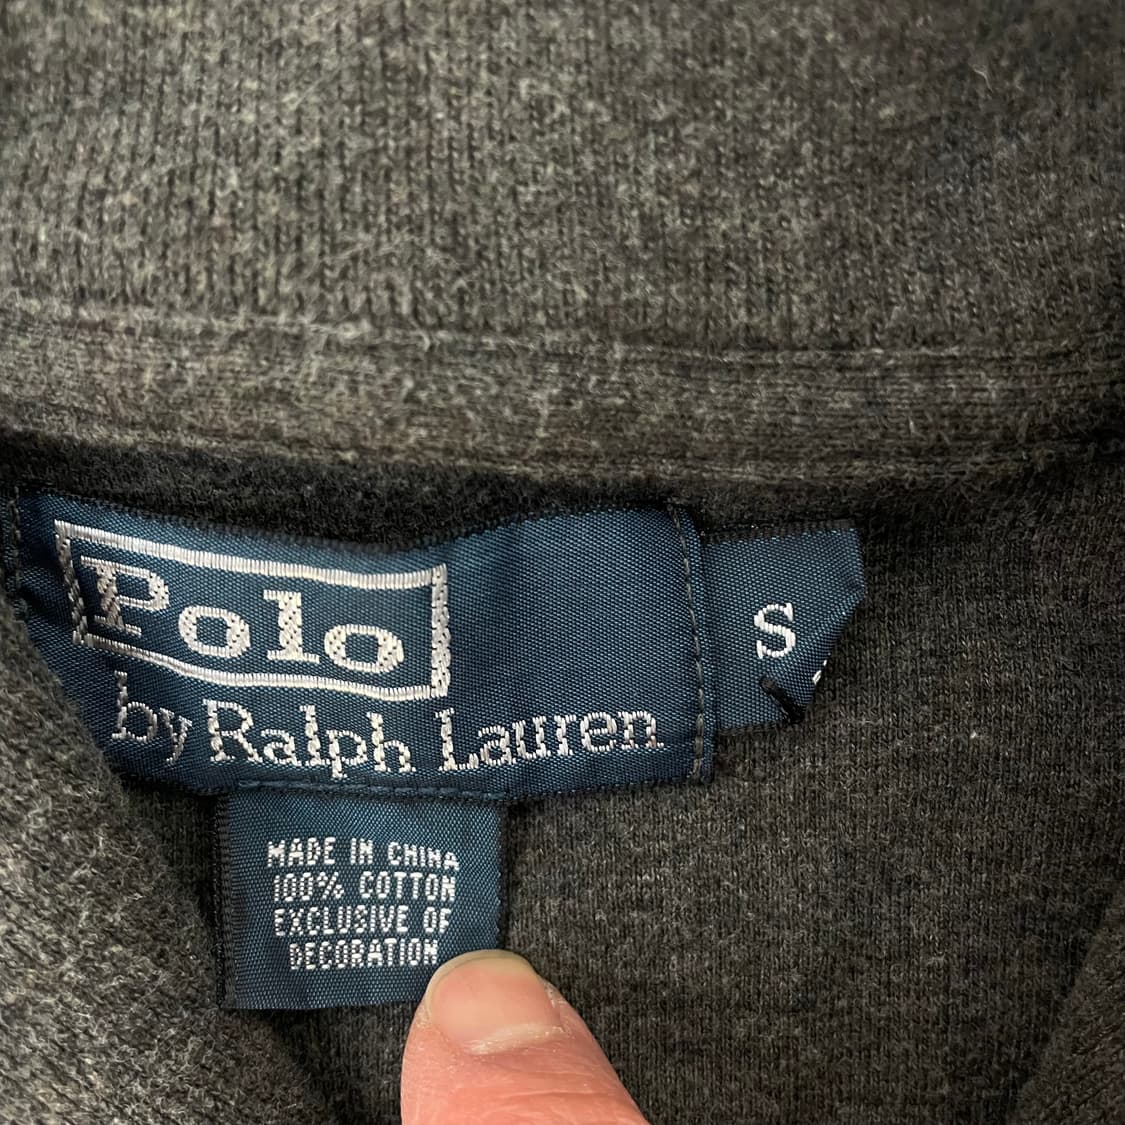 Polo
by Ralph Lauren
S
MADE IN CHINA
100% COTTON
EXCLUSIVE OF
DECORATION